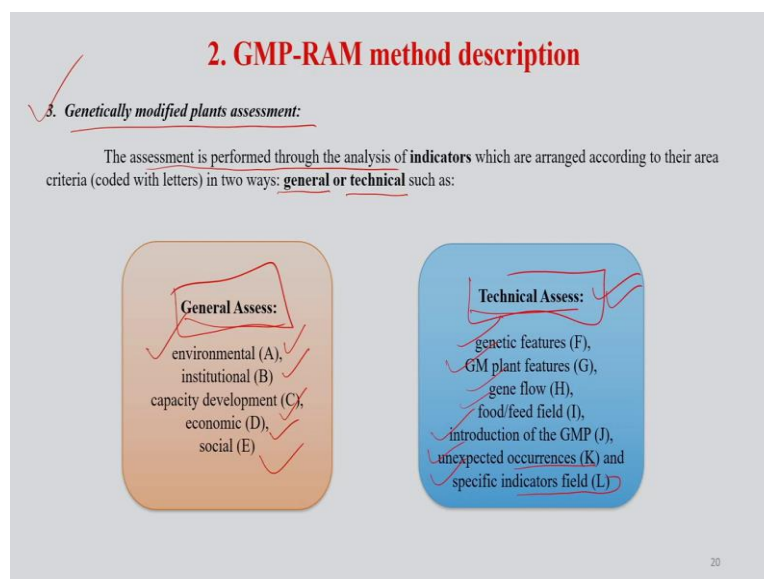 2. GMP-RAM method description
3. Genetically modified plants assessment:
The assessment is performed through the analysis of indicators which are arranged according to their area
criteria (coded with letters) in two ways: general or technical such as:
General Assess:
environmental (A),
institutional (B)
capacity development (C),
economic (D),
social (E)
Technical Assess:
genetic features (F),
GM plant features (G),
gene flow (H),
food/feed field (I),
introduction of the GMP (J),
unexpected occurrences (K) and
specific indicators field (L)
20